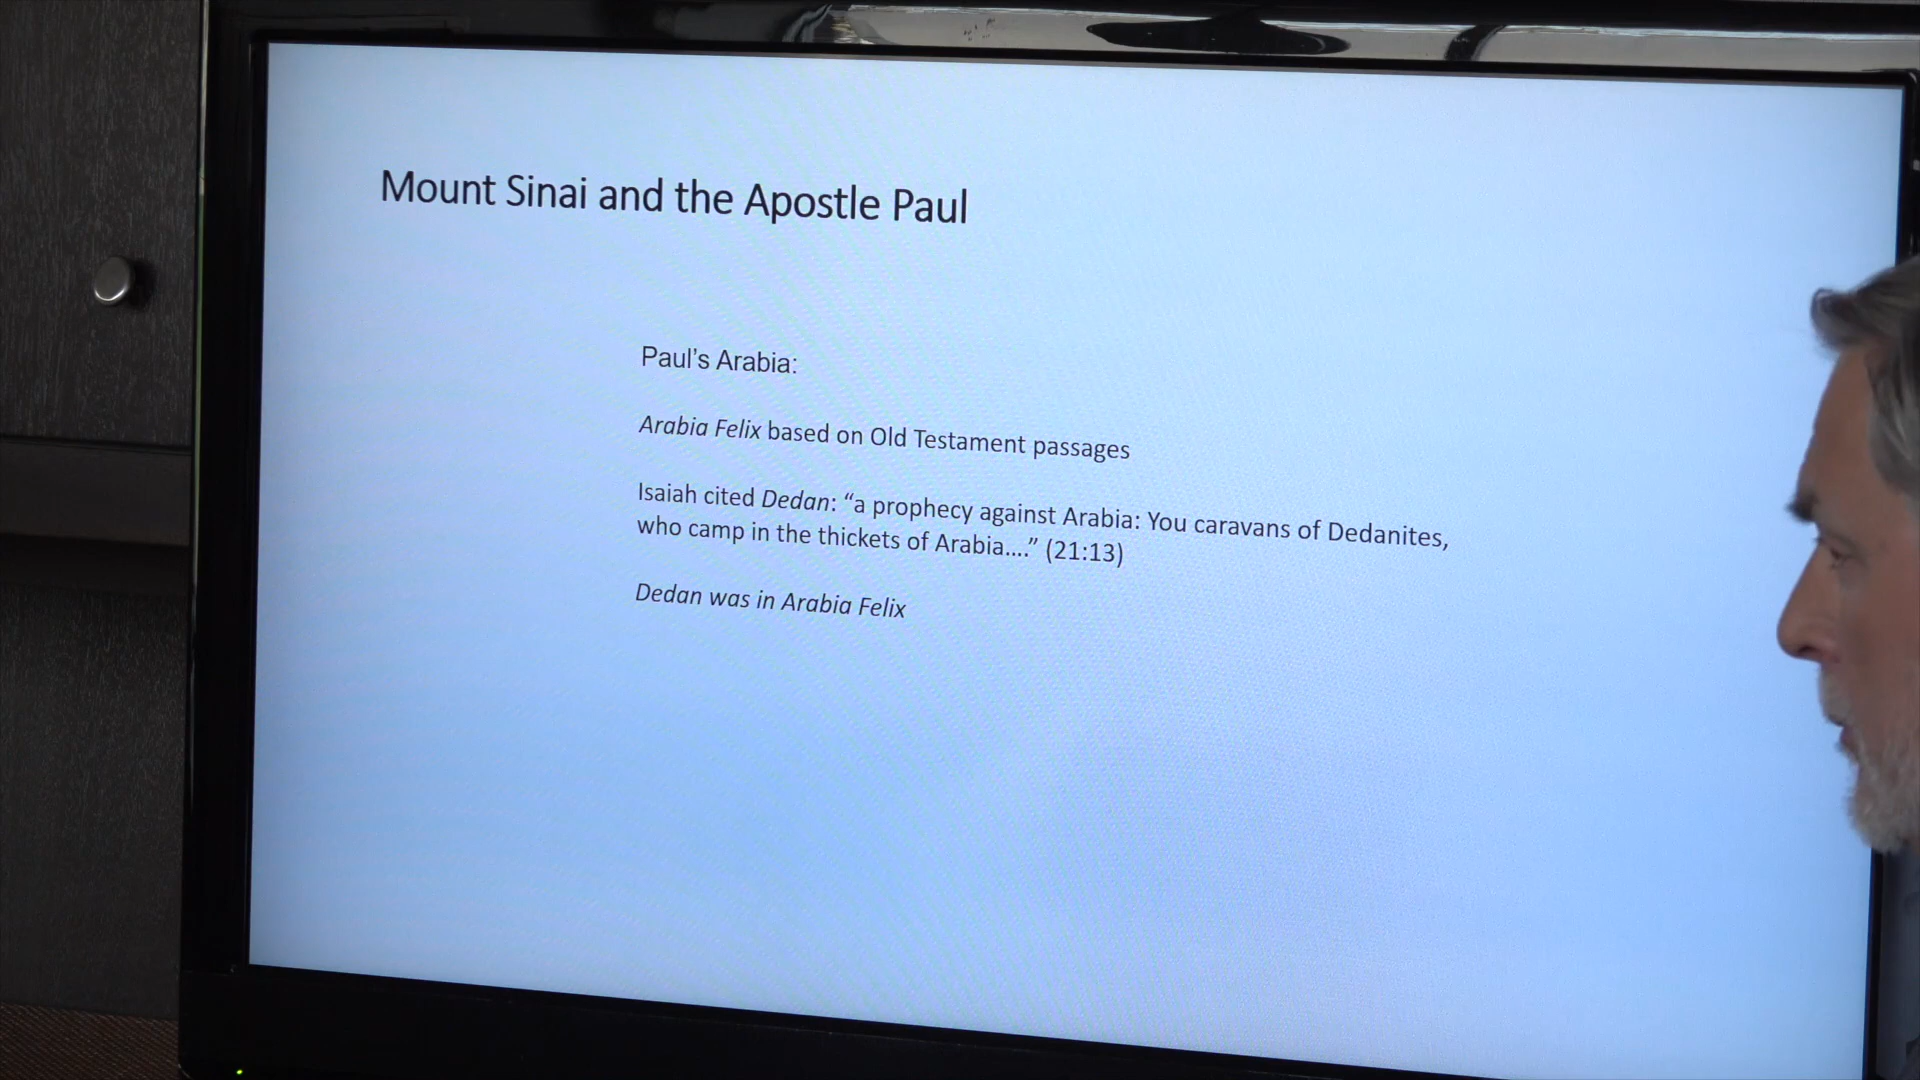 Mount Sinai and the Apostle Paul
Paul's Arabia:
Arabia Felix based on Old Testament passages
Isaiah cited Dedan: “a prophecy against Arabia: You caravans of Dedanites,
who camp in the thickets of Arabia....” (21:13)
Dedan was in Arabia Felix